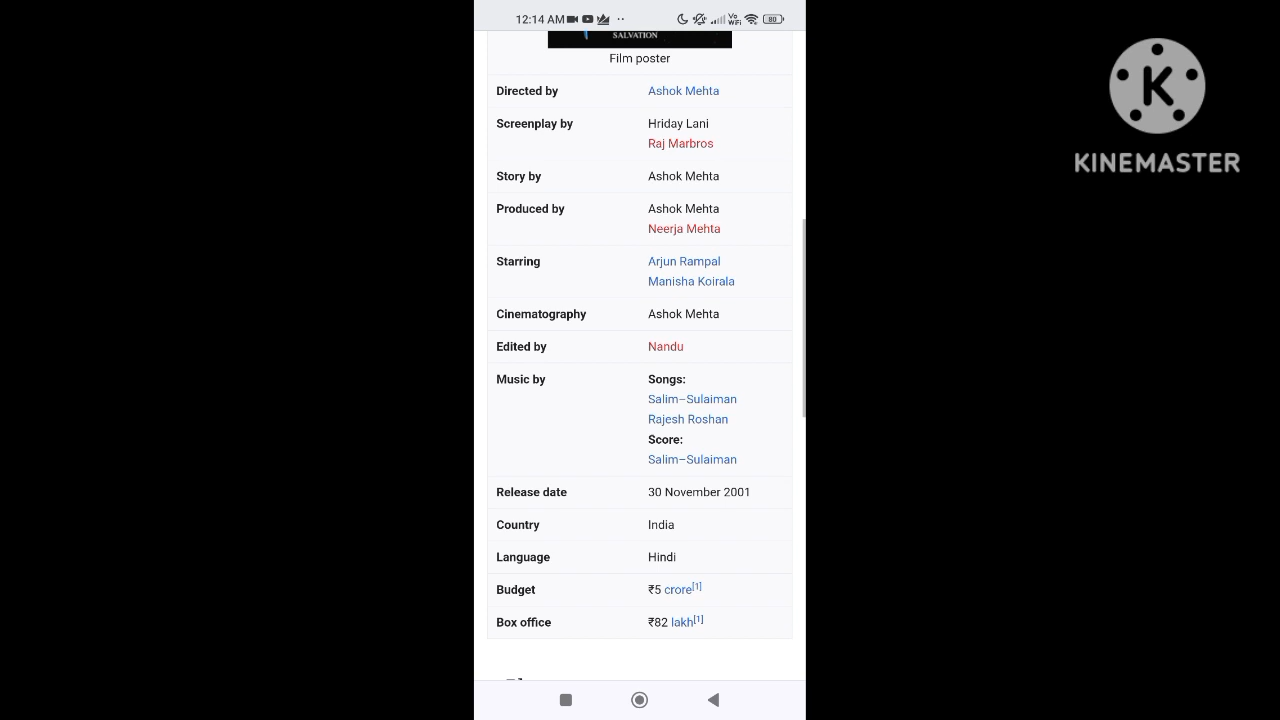 12:14 AM
Vo WiFi
80
SALVATION
Film poster
Directed by Ashok Mehta
Screenplay by Hriday Lani
Raj Marbros
Story by Ashok Mehta
Produced by Ashok Mehta
Neerja Mehta
Starring Arjun Rampal
Manisha Koirala
Cinematography Ashok Mehta
Edited by Nandu
Music by Songs:
Salim–Sulaiman
Rajesh Roshan
Score:
Salim–Sulaiman
Release date 30 November 2001
Country India
Language Hindi
Budget ₹5 crore[1]
Box office ₹82 lakh[1]
K
KINEMASTER